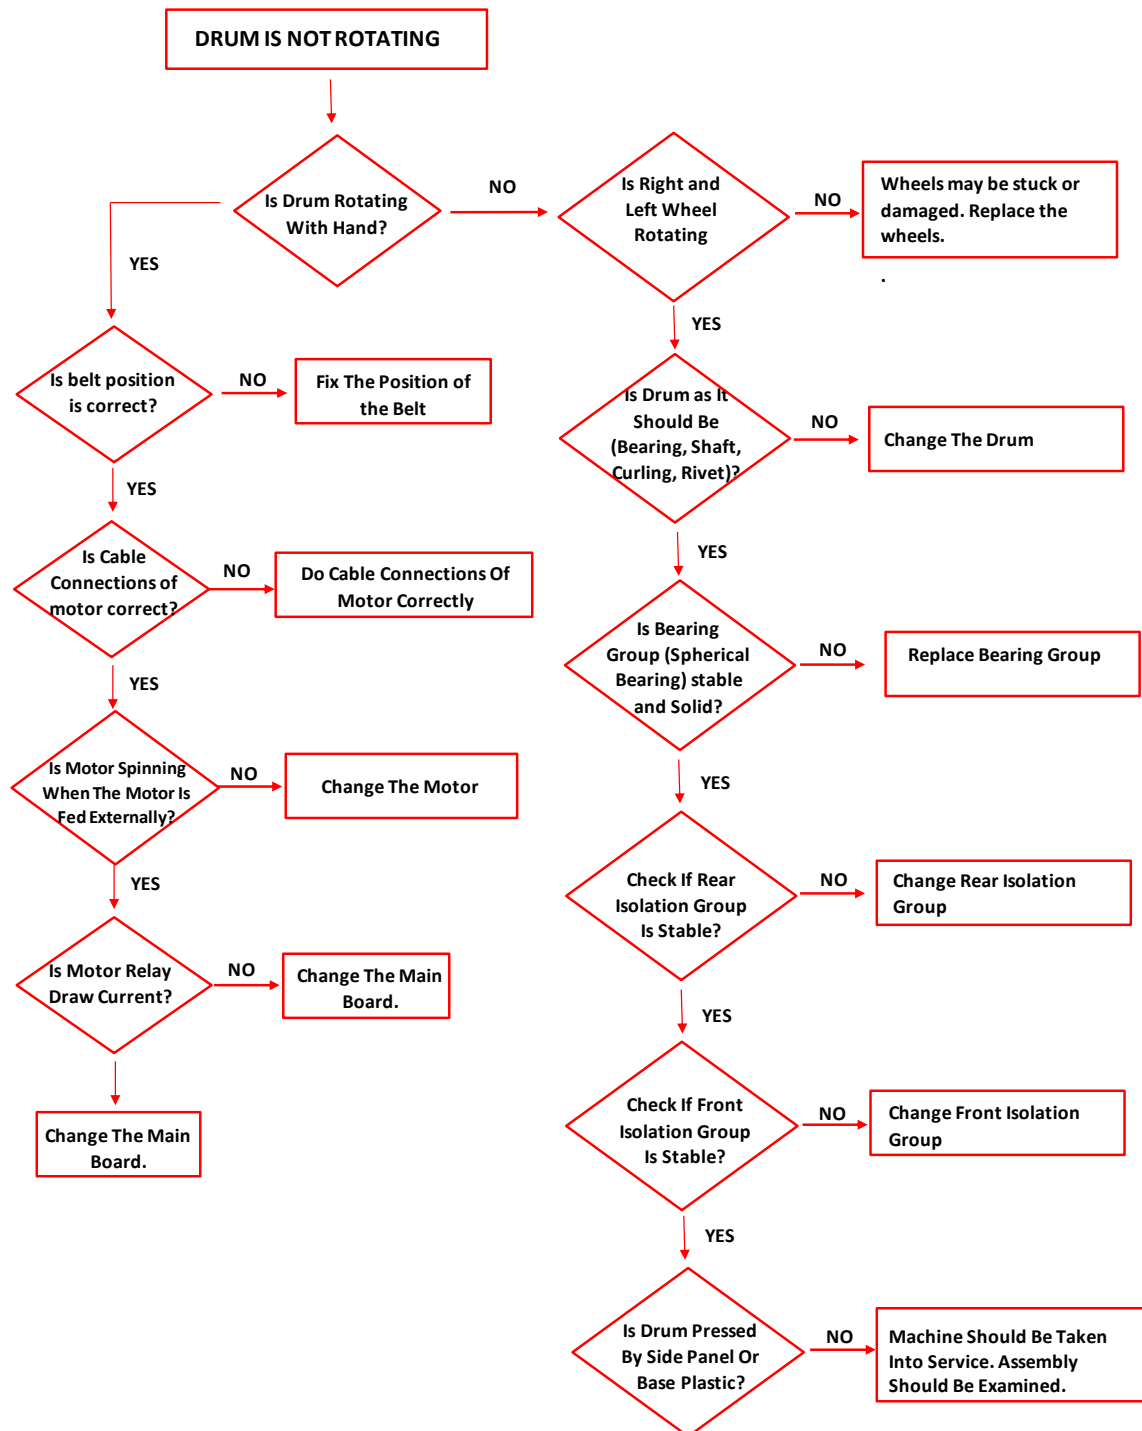 DRUM IS NOT ROTATING
Is Drum Rotating
With Hand?
NO
Is Right and
Left Wheel
Rotating
NO
Wheels may be stuck or
damaged. Replace the
wheels.
.
YES
YES
Is belt position
is correct?
NO
Fix The Position of
the Belt
Is Drum as It
Should Be
(Bearing, Shaft,
Curling, Rivet)?
NO
Change The Drum
YES
Is Cable
Connections of
motor correct?
NO
Do Cable Connections Of
Motor Correctly
YES
Is Bearing
Group (Spherical
Bearing) stable
and Solid?
NO
Replace Bearing Group
YES
Is Motor Spinning
When The Motor Is
Fed Externally?
NO
Change The Motor
YES
YES
Check If Rear
Isolation Group
Is Stable?
NO
Change Rear Isolation
Group
Is Motor Relay
Draw Current?
NO
Change The Main
Board.
YES
Change The Main
Board.
Check If Front
Isolation Group
Is Stable?
NO
Change Front Isolation
Group
YES
Is Drum Pressed
By Side Panel Or
Base Plastic?
NO
Machine Should Be Taken
Into Service. Assembly
Should Be Examined.